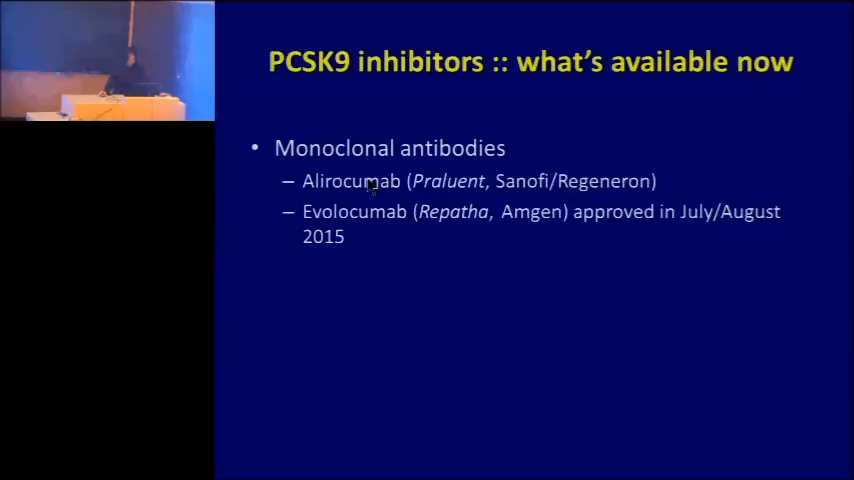 PCSK9 inhibitors :: what's available now
• Monoclonal antibodies
– Alirocumab (Praluent, Sanofi/Regeneron)
– Evolocumab (Repatha, Amgen) approved in July/August
2015